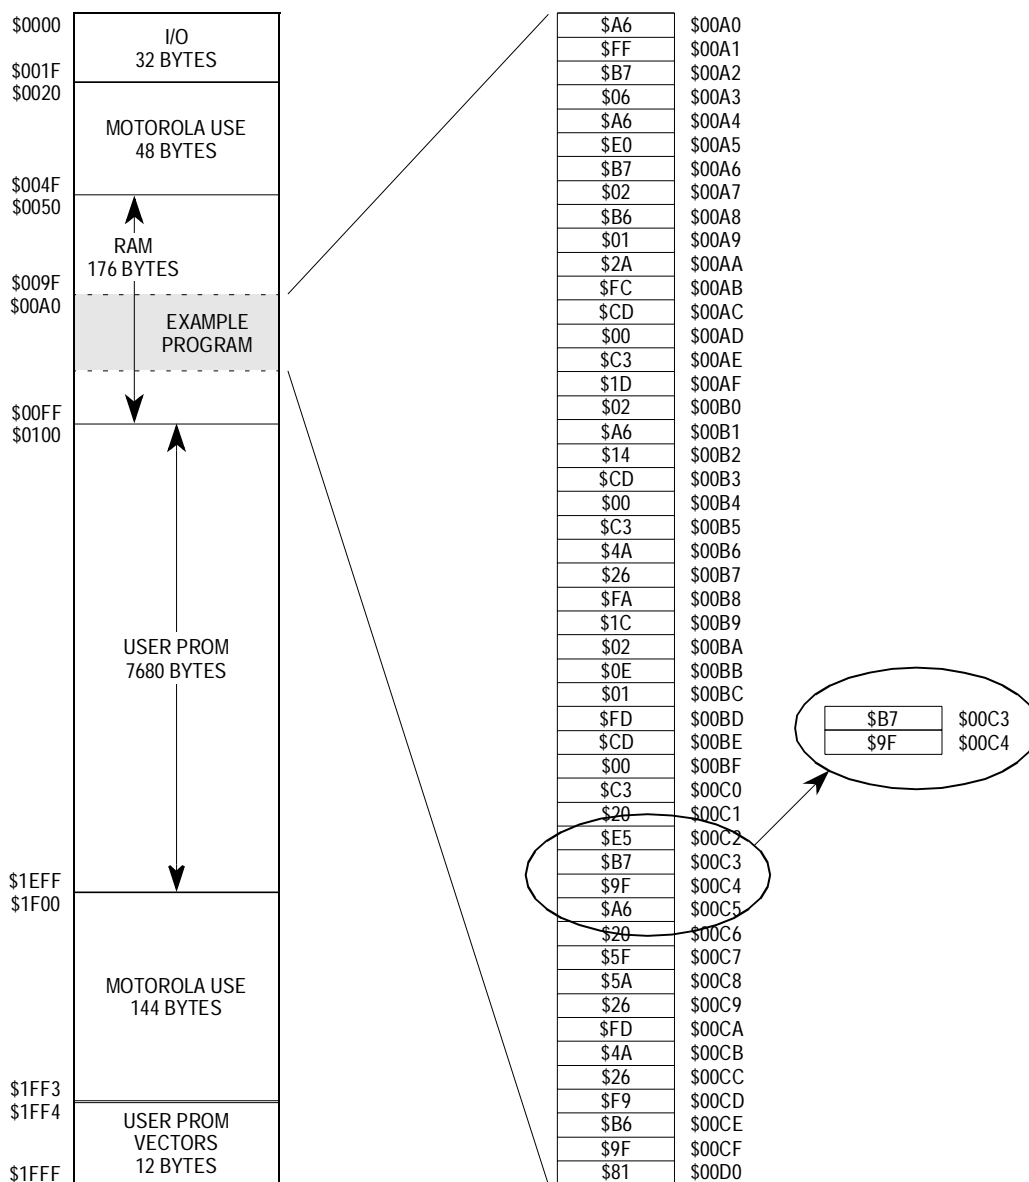 $0000
I/O
32 BYTES
$001F
$0020
MOTOROLA USE
48 BYTES
$004F
$0050
RAM
176 BYTES
$009F
$00A0
EXAMPLE
PROGRAM
$00FF
$0100
USER PROM
7680 BYTES
$1EFF
$1F00
MOTOROLA USE
144 BYTES
$1FF3
$1FF4
USER PROM
VECTORS
12 BYTES
$1FFF
$A6 $00A0
$FF $00A1
$B7 $00A2
$06 $00A3
$A6 $00A4
$E0 $00A5
$B7 $00A6
$02 $00A7
$B6 $00A8
$01 $00A9
$2A $00AA
$FC $00AB
$CD $00AC
$00 $00AD
$C3 $00AE
$1D $00AF
$02 $00B0
$A6 $00B1
$14 $00B2
$CD $00B3
$00 $00B4
$C3 $00B5
$4A $00B6
$26 $00B7
$FA $00B8
$1C $00B9
$02 $00BA
$0E $00BB
$01 $00BC
$FD $00BD
$CD $00BE
$00 $00BF
$C3 $00C0
$20 $00C1
$E5 $00C2
$B7 $00C3
$9F $00C4
$A6 $00C5
$20 $00C6
$5F $00C7
$5A $00C8
$26 $00C9
$FD $00CA
$4A $00CB
$26 $00CC
$F9 $00CD
$B6 $00CE
$9F $00CF
$81 $00D0
$B7 $00C3
$9F $00C4